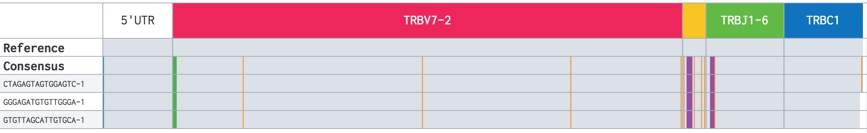 5'UTR TRBV7-2 TRBJ1-6 TRBC1
Reference
Consensus
CTAGAGTAGTGGAGTC-1
GGGAGATGTGTTGGGA-1
GTGTTAGCATTGTGCA-1